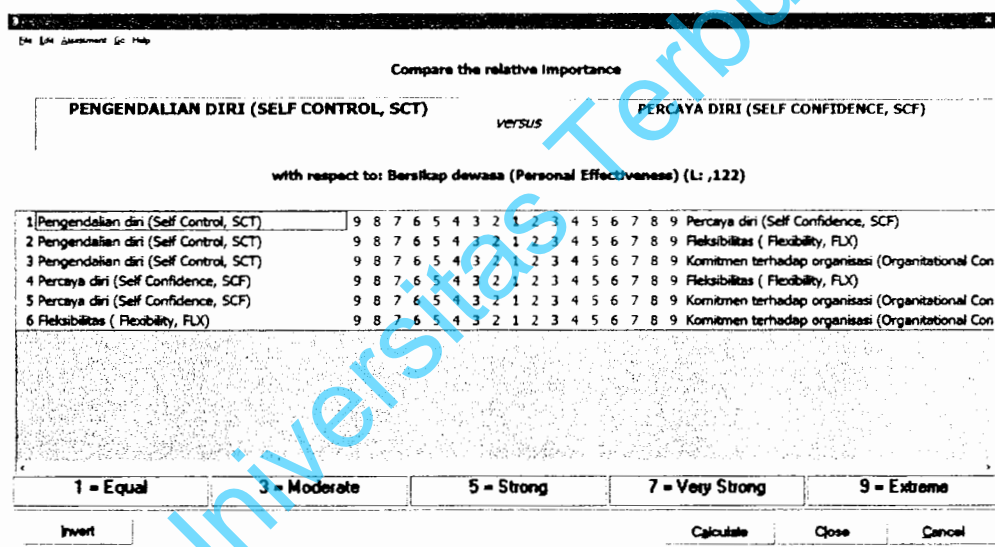 File Edit Assessment Go Help
Compare the relative importance
PENGENDALIAN DIRI (SELF CONTROL, SCT)
versus
PERCAYA DIRI (SELF CONFIDENCE, SCF)
with respect to: Bersikap dewasa (Personal Effectiveness) (L: ,122)
1 Pengendalian diri (Self Control, SCT) 9 8 7 6 5 4 3 2 1 2 3 4 5 6 7 8 9 Percaya diri (Self Confidence, SCF)
2 Pengendalian diri (Self Control, SCT) 9 8 7 6 5 4 3 2 1 2 3 4 5 6 7 8 9 Fleksibilitas ( Flexibility, FLX)
3 Pengendalian diri (Self Control, SCT) 9 8 7 6 5 4 3 2 1 2 3 4 5 6 7 8 9 Komitmen terhadap organisasi (Organitational Con
4 Percaya diri (Self Confidence, SCF) 9 8 7 6 5 4 3 2 1 2 3 4 5 6 7 8 9 Fleksibilitas ( Flexibility, FLX)
5 Percaya diri (Self Confidence, SCF) 9 8 7 6 5 4 3 2 1 2 3 4 5 6 7 8 9 Komitmen terhadap organisasi (Organitational Con
6 Fleksibilitas ( Flexibility, FLX) 9 8 7 6 5 4 3 2 1 2 3 4 5 6 7 8 9 Komitmen terhadap organisasi (Organitational Con
1 = Equal
3 = Moderate
5 = Strong
7 = Very Strong
9 = Extreme
Invert
Calculate
Close
Cancel
Universitas Terbu